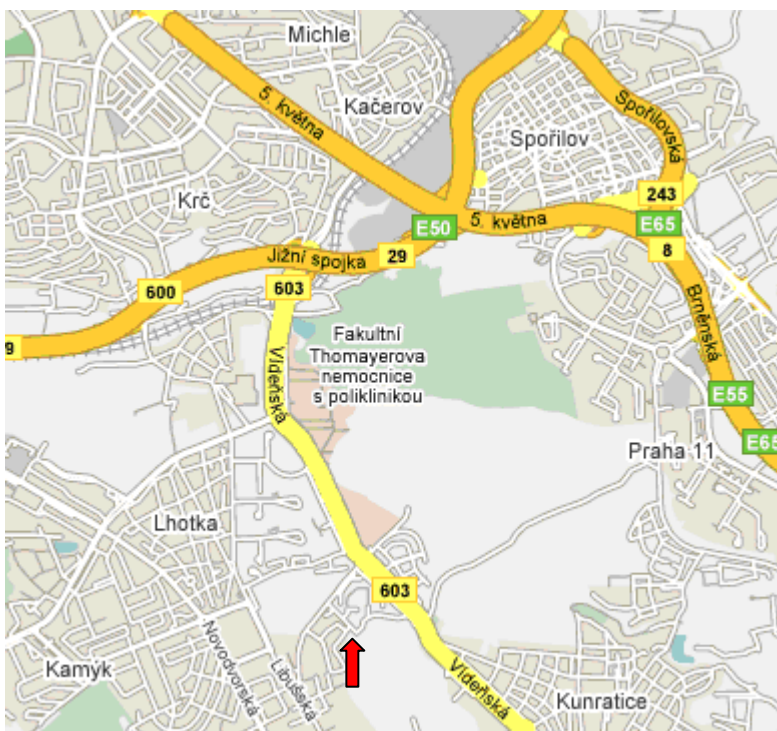 Michle
Kačerov
5. května
Spořilov
Spořilovská
Krč
243
E50
5. května
E65
8
Jižní spojka
29
600
603
Brněnská
9
Fakultní
Thomayerova
nemocnice
s poliklinikou
Vídeňská
E55
E65
Praha 11
Lhotka
603
Novodvorská
Libušská
Kamýk
Vídeňská
Kunratice